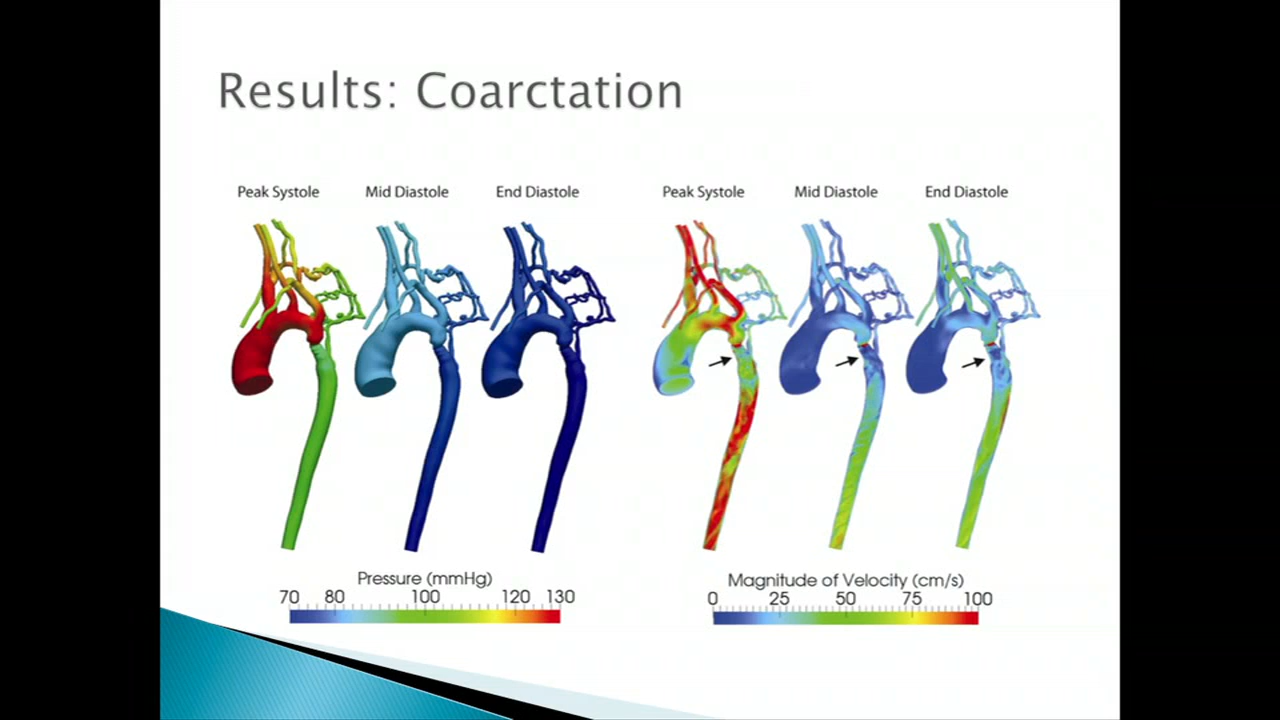 Results: Coarctation
Peak Systole Mid Diastole End Diastole
Peak Systole Mid Diastole End Diastole
Pressure (mmHg)
70 80 100 120 130
Magnitude of Velocity (cm/s)
0 25 50 75 100